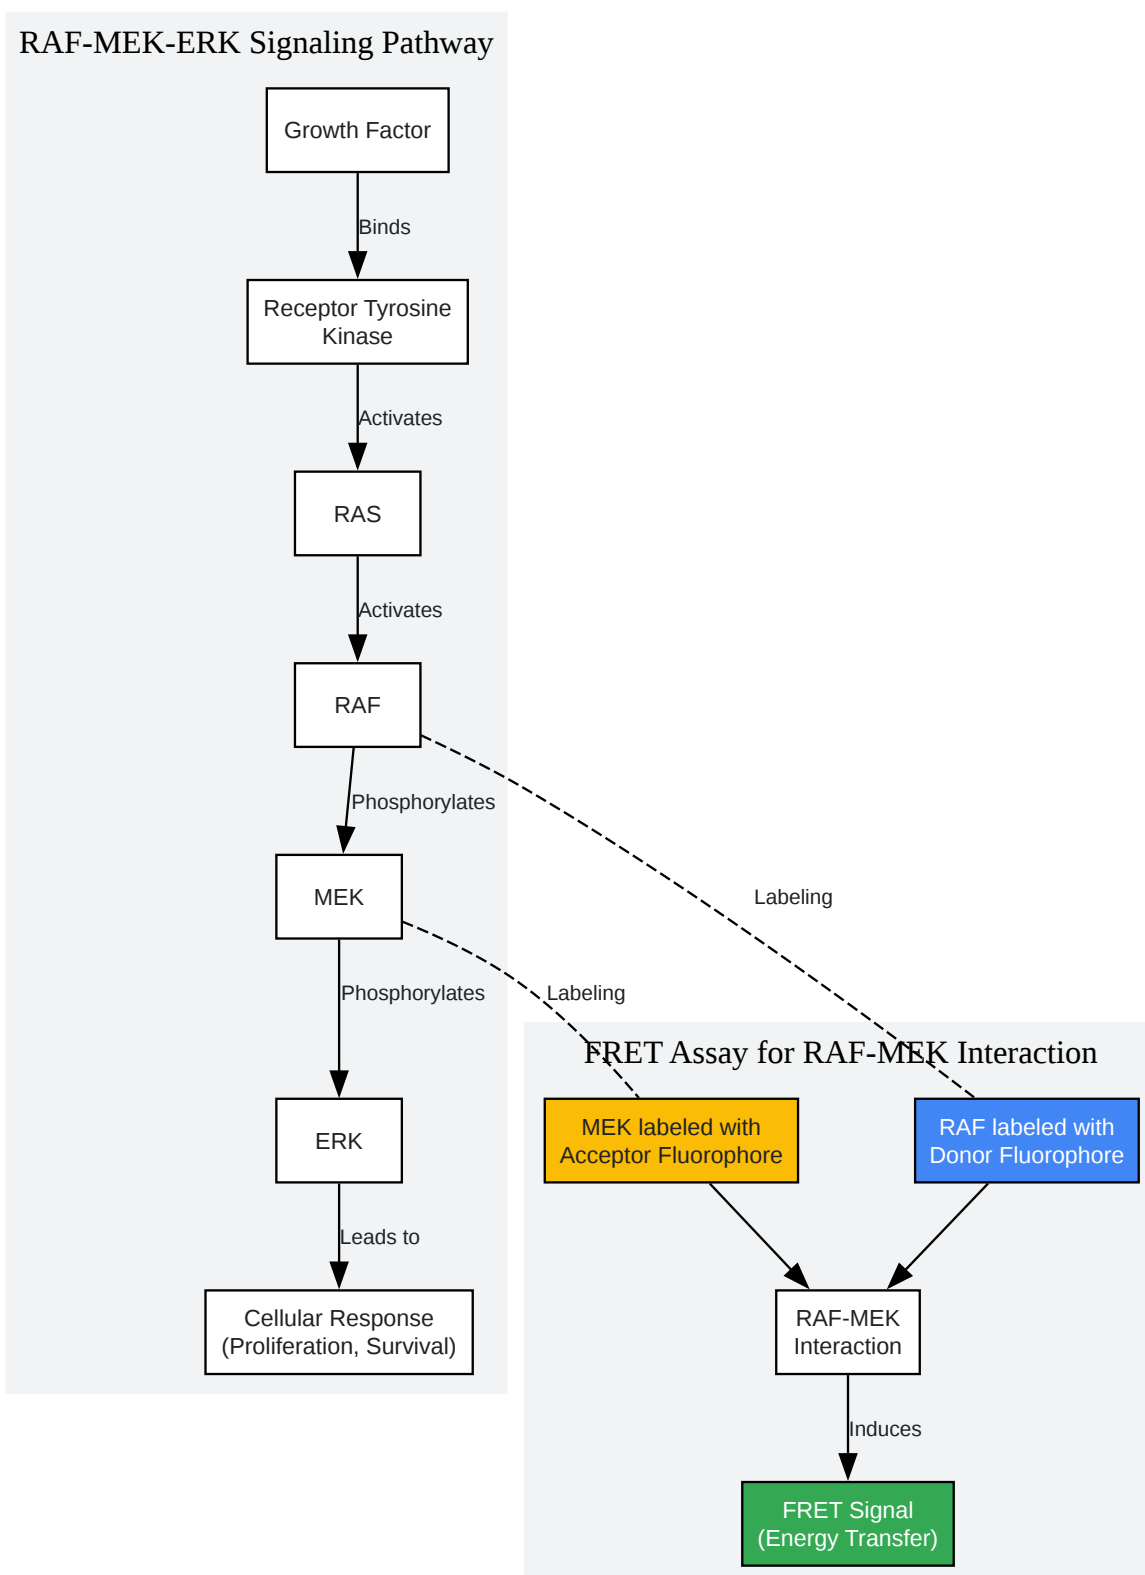 RAF-MEK-ERK Signaling Pathway
Growth Factor
Binds
Receptor Tyrosine
Kinase
Activates
RAS
Activates
RAF
Phosphorylates
MEK
Labeling
Phosphorylates
Labeling
FRET Assay for RAF-MEK Interaction
ERK
MEK labeled with
Acceptor Fluorophore
RAF labeled with
Donor Fluorophore
Leads to
Cellular Response
(Proliferation, Survival)
RAF-MEK
Interaction
Induces
FRET Signal
(Energy Transfer)